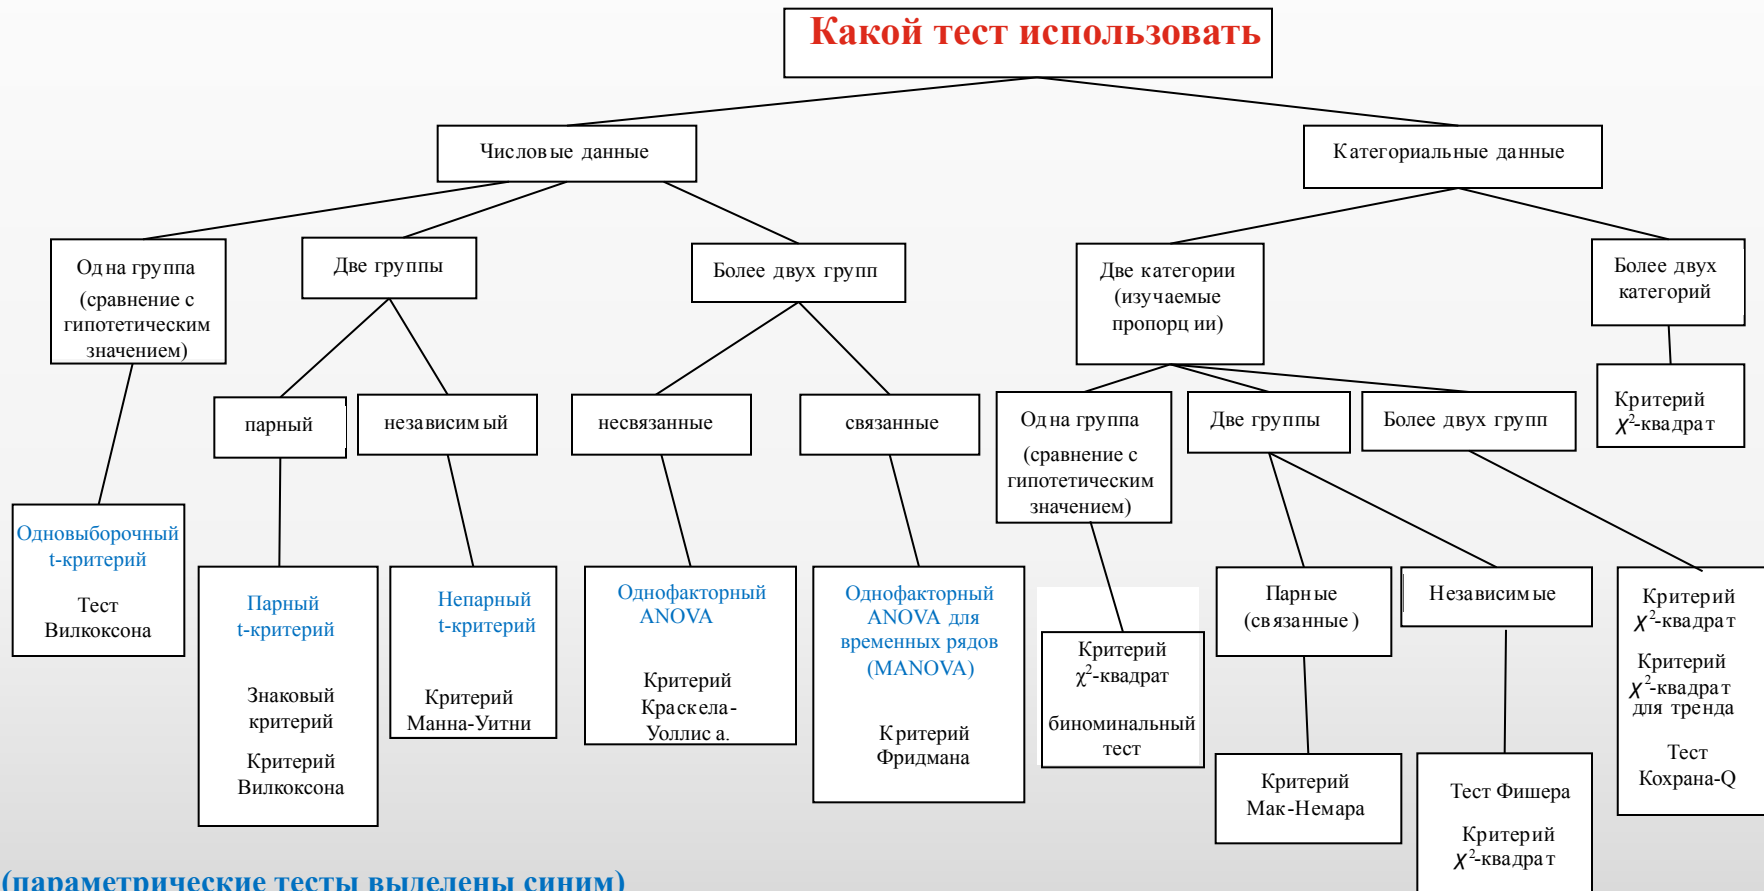 Какой тест использовать
Числовые данные
Категориальные данные
Одна группа
(сравнение с
гипотетическим
значением)
Две группы
Более двух групп
Две категории
(изучаемые
пропорции)
Более двух
категорий
парный
независимый
несвязанные
связанные
Одна группа
(сравнение с
гипотетическим
значением)
Две группы
Более двух групп
Критерий
χ²-квадрат
Одновыборочный
t-критерий
Тест
Вилкоксона
Парный
t-критерий
Знаковый
критерий
Критерий
Вилкоксона
Непарный
t-критерий
Критерий
Манна-Уитни
Однофакторный
ANOVA
Критерий
Краскела-
Уоллиса.
Однофакторный
ANOVA для
временных рядов
(MANOVA)
Критерий
Фридмана
Критерий
χ²-квадрат
биноминальный
тест
Парные
(связанные)
Независимые
Критерий
χ²-квадрат
Критерий
χ²-квадрат
для тренда
Тест
Кохрана-Q
Критерий
Мак-Немара
Тест Фишера
Критерий
χ²-квадрат
(параметрические тесты выделены синим)